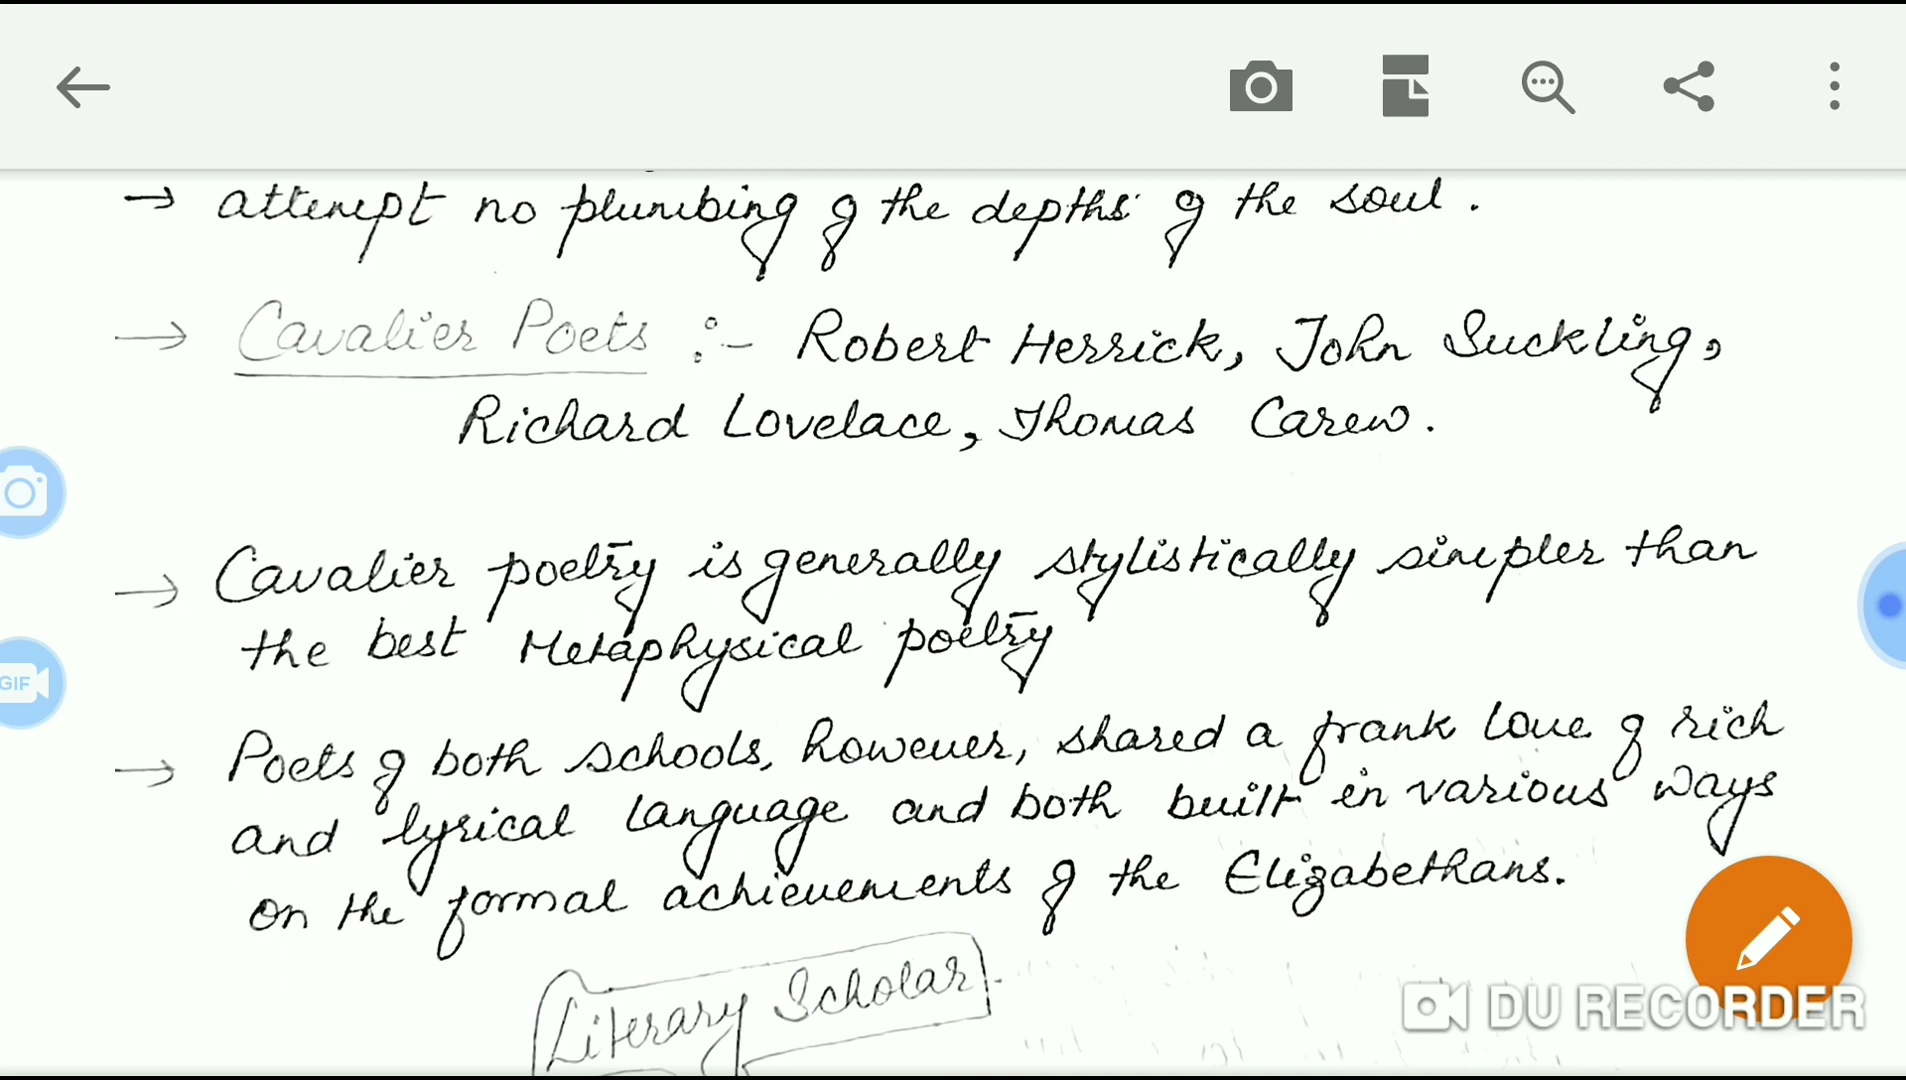 → attempt no plumbing of the depths of the soul.
→ Cavalier Poets :- Robert Herrick, John Suckling,
Richard Lovelace, Thomas Carew.
→ Cavalier poetry is generally stylistically simpler than
the best Metaphysical poetry
→ Poets of both schools, however, shared a frank love of rich
and lyrical language and both built in various ways
on the formal achievements of the Elizabethans.
Literary Scholar
GIF
DU RECORDER